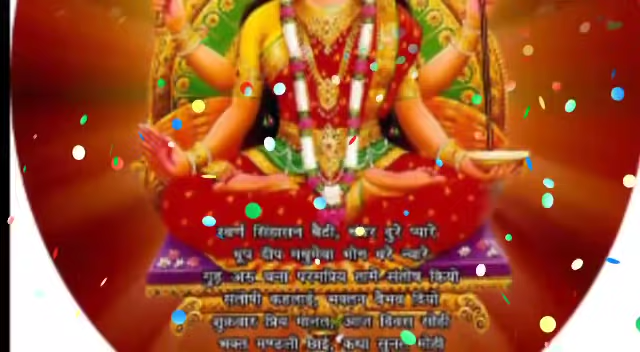 स्वर्ण सिंहासन बैठी, चंवर दुरे प्यारे
धूप दीप मधुमेवा भोग धरे न्यारे
गुड़ अरु चना परमप्रिय तामें संतोष कियो
संतोषी कहलाई, भक्तन वैभव दियो
शुक्रवार प्रिय मानत, आज दिवस सोही
भक्त मण्डली छाई, कथा सुनत मोही